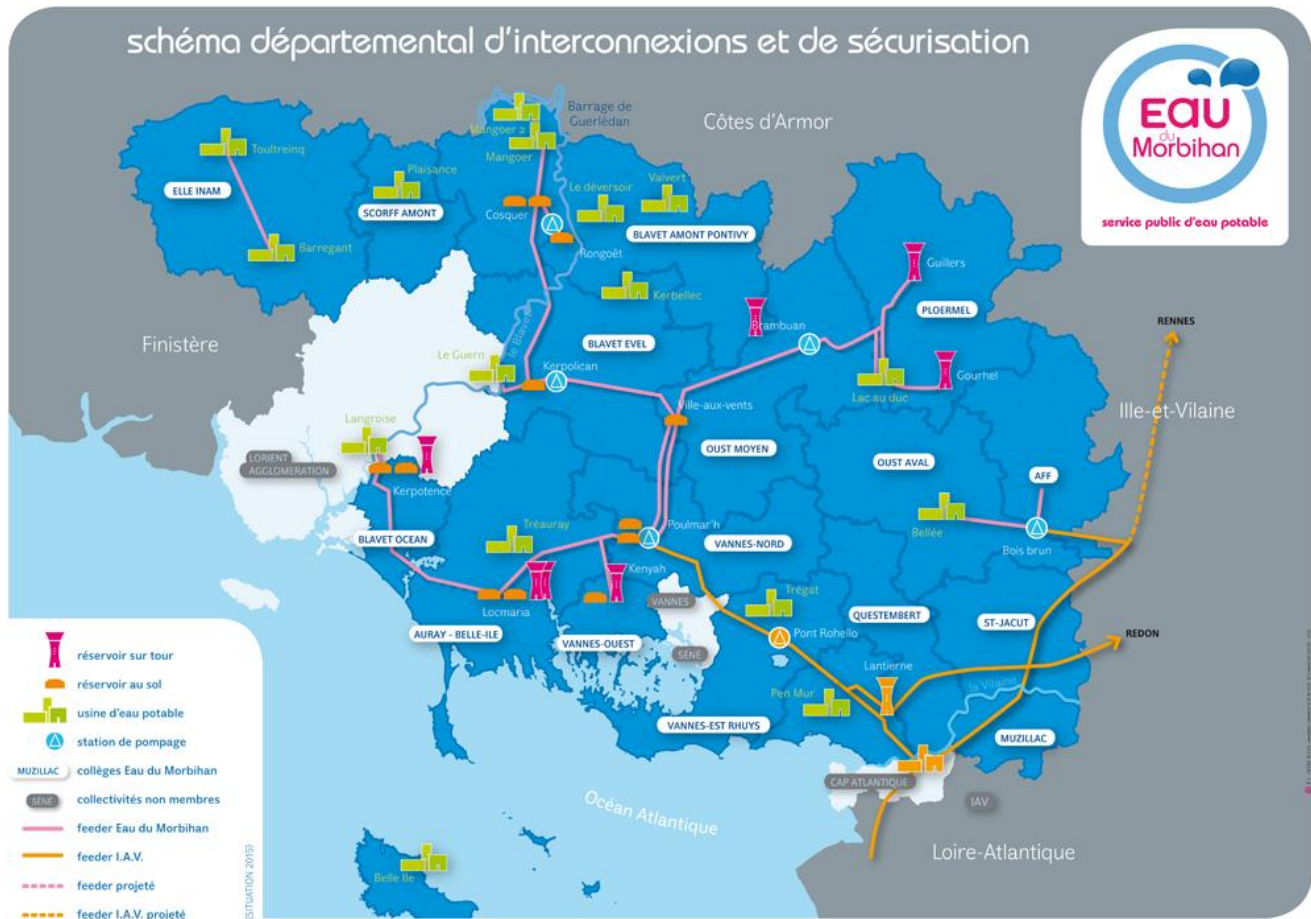 schéma départemental d'interconnexions et de sécurisation
EAU
du
Morbihan
service public d'eau potable
Barrage de
Guerlédan
Côtes d'Armor
Mangoer 2
Mangoer
Toultreinq
Plaisance
Le déversoir
Valvert
ELLE INAM
SCORFF AMONT
Cosquer
BLAVET AMONT PONTIVY
Barregant
Rongoët
Guillers
Kerbellec
PLOERMEL
Brambuan
RENNES
Finistère
le Blavet
BLAVET EVEL
Le Guern
Kerpolican
Gourhel
Lac au duc
Ville-aux-vents
Ille-et-Vilaine
Langroise
LORIENT
AGGLOMERATION
OUST MOYEN
OUST AVAL
AFF
Kerpotence
Bellée
Tréauray
Poulmar'h
BLAVET OCEAN
VANNES-NORD
Bois brun
Kenyah
Trégat
VANNES
Locmaria
QUESTEMBERT
ST-JACUT
AURAY - BELLE-ILE
VANNES-OUEST
Pont Rohello
REDON
SÉNÉ
Lantierne
la Vilaine
Pen Mur
VANNES-EST RHUYS
MUZILLAC
CAP ATLANTIQUE
IAV
Océan Atlantique
Loire-Atlantique
Belle Ile
réservoir sur tour
réservoir au sol
usine d'eau potable
station de pompage
MUZILLAC collèges Eau du Morbihan
SÉNÉ collectivités non membres
feeder Eau du Morbihan
feeder I.A.V.
feeder projeté
feeder I.A.V. projeté
(SITUATION 2015)